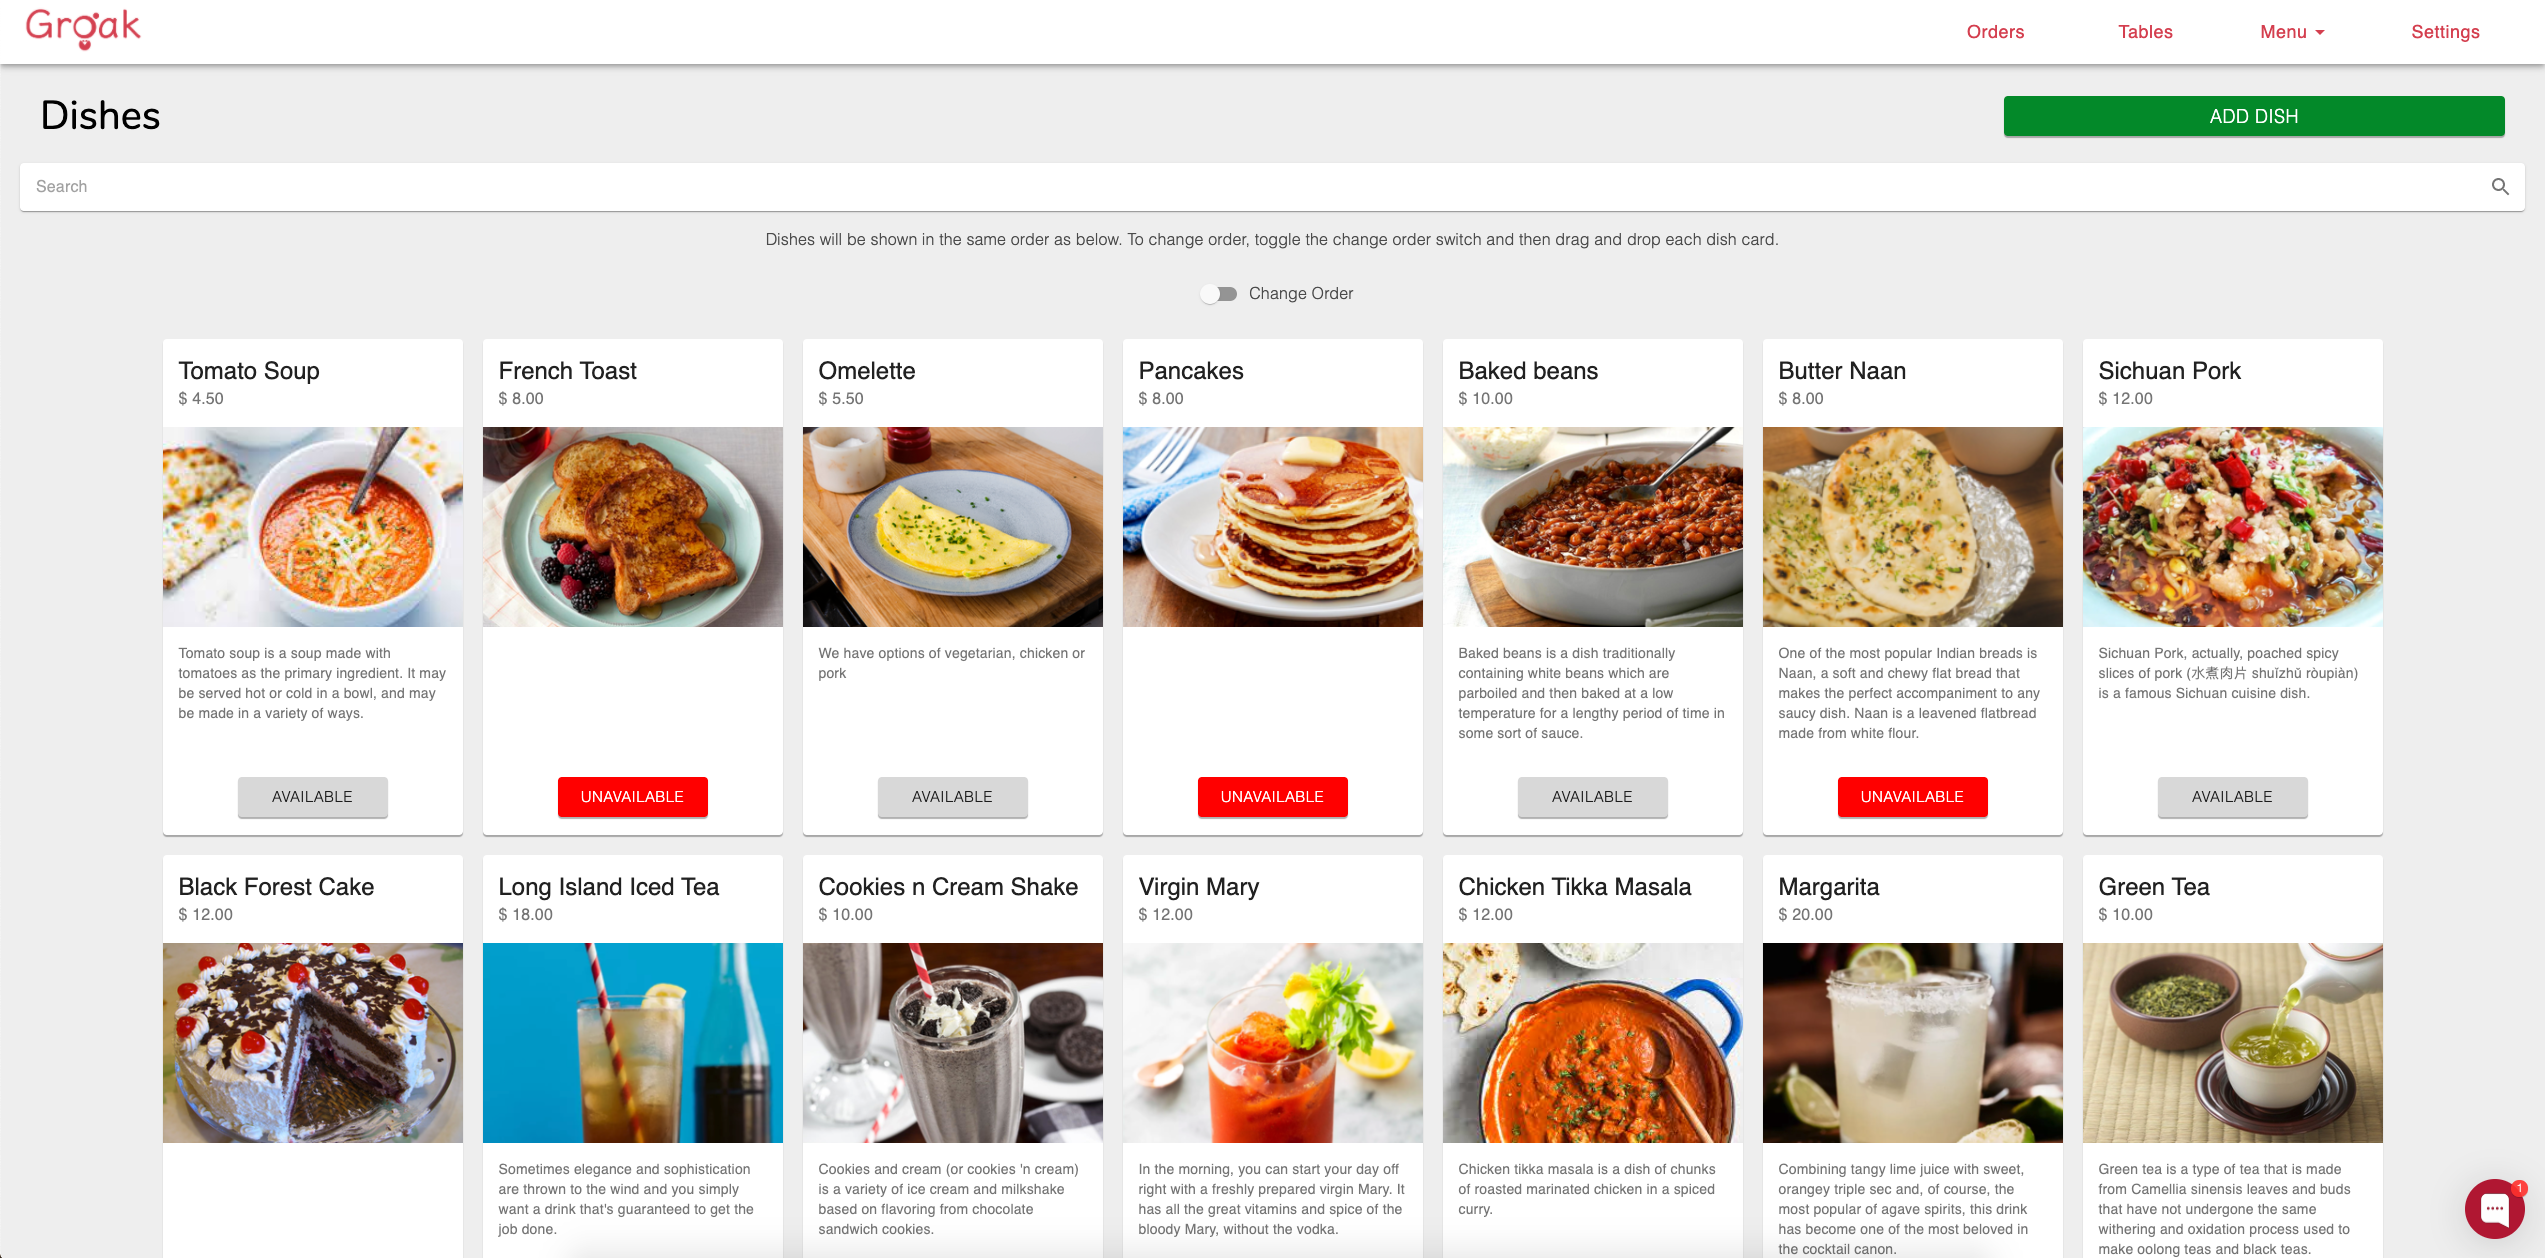 Groak
Orders
Tables
Menu
Settings
Dishes
ADD DISH
Search
Dishes will be shown in the same order as below. To change order, toggle the change order switch and then drag and drop each dish card.
Change Order
Tomato Soup
$ 4.50
Tomato soup is a soup made with
tomatoes as the primary ingredient. It may
be served hot or cold in a bowl, and may
be made in a variety of ways.
AVAILABLE
French Toast
$ 8.00
UNAVAILABLE
Omelette
$ 5.50
We have options of vegetarian, chicken or
pork
AVAILABLE
Pancakes
$ 8.00
UNAVAILABLE
Baked beans
$ 10.00
Baked beans is a dish traditionally
containing white beans which are
parboiled and then baked at a low
temperature for a lengthy period of time in
some sort of sauce.
AVAILABLE
Butter Naan
$ 8.00
One of the most popular Indian breads is
Naan, a soft and chewy flat bread that
makes the perfect accompaniment to any
saucy dish. Naan is a leavened flatbread
made from white flour.
UNAVAILABLE
Sichuan Pork
$ 12.00
Sichuan Pork, actually, poached spicy
slices of pork (水煮肉片 shuǐzhǔ ròupiàn)
is a famous Sichuan cuisine dish.
AVAILABLE
Black Forest Cake
$ 12.00
Long Island Iced Tea
$ 18.00
Sometimes elegance and sophistication
are thrown to the wind and you simply
want a drink that's guaranteed to get the
job done.
Cookies n Cream Shake
$ 10.00
Cookies and cream (or cookies 'n cream)
is a variety of ice cream and milkshake
based on flavoring from chocolate
sandwich cookies.
Virgin Mary
$ 12.00
In the morning, you can start your day off
right with a freshly prepared virgin Mary. It
has all the great vitamins and spice of the
bloody Mary, without the vodka.
Chicken Tikka Masala
$ 12.00
Chicken tikka masala is a dish of chunks
of roasted marinated chicken in a spiced
curry.
Margarita
$ 20.00
Combining tangy lime juice with sweet,
orangey triple sec and, of course, the
most popular of agave spirits, this drink
has become one of the most beloved in
the cocktail canon.
Green Tea
$ 10.00
Green tea is a type of tea that is made
from Camellia sinensis leaves and buds
that have not undergone the same
withering and oxidation process used to
make oolong teas and black teas.
1